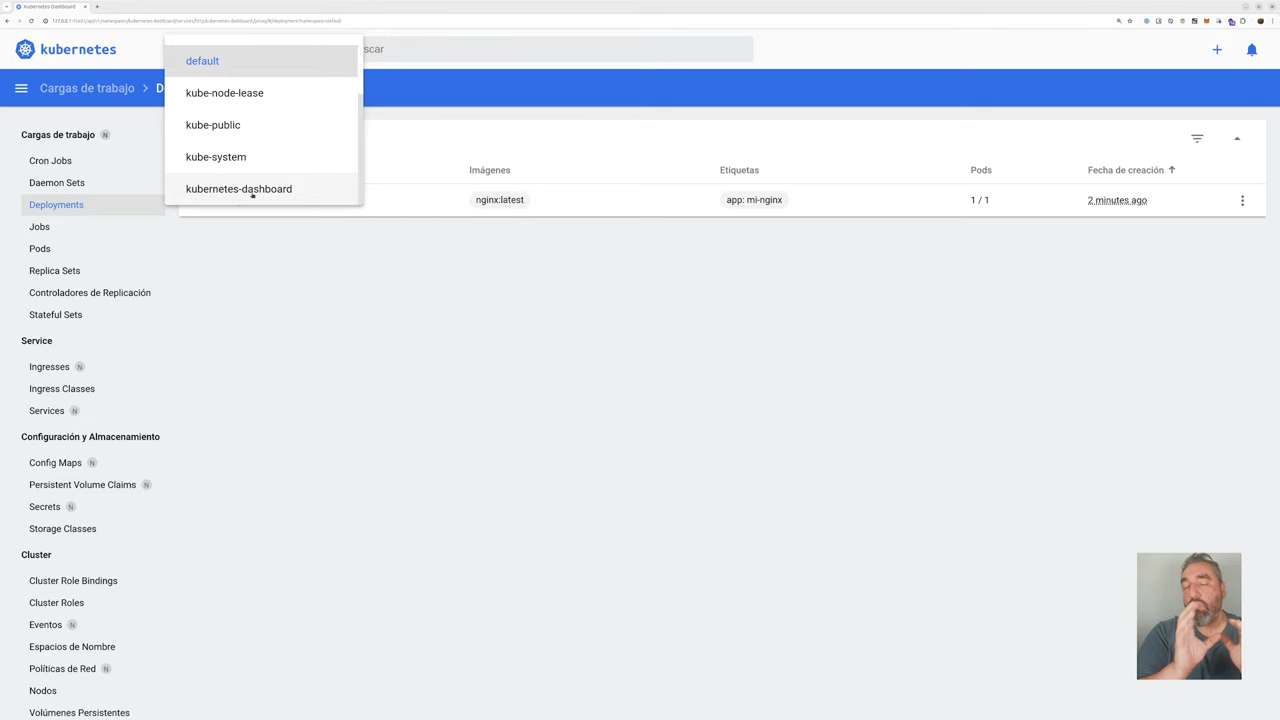 Kubernetes Dashboard
kubernetes
scar
Cargas de trabajo
D
default
kube-node-lease
kube-public
kube-system
kubernetes-dashboard
Imágenes
Etiquetas
Pods
Fecha de creación
nginx:latest
app: mi-nginx
1 / 1
2 minutes ago
Cargas de trabajo N
Cron Jobs
Daemon Sets
Deployments
Jobs
Pods
Replica Sets
Controladores de Replicación
Stateful Sets
Service
Ingresses N
Ingress Classes
Services N
Configuración y Almacenamiento
Config Maps N
Persistent Volume Claims N
Secrets N
Storage Classes
Cluster
Cluster Role Bindings
Cluster Roles
Eventos N
Espacios de Nombre
Políticas de Red N
Nodos
Volúmenes Persistentes